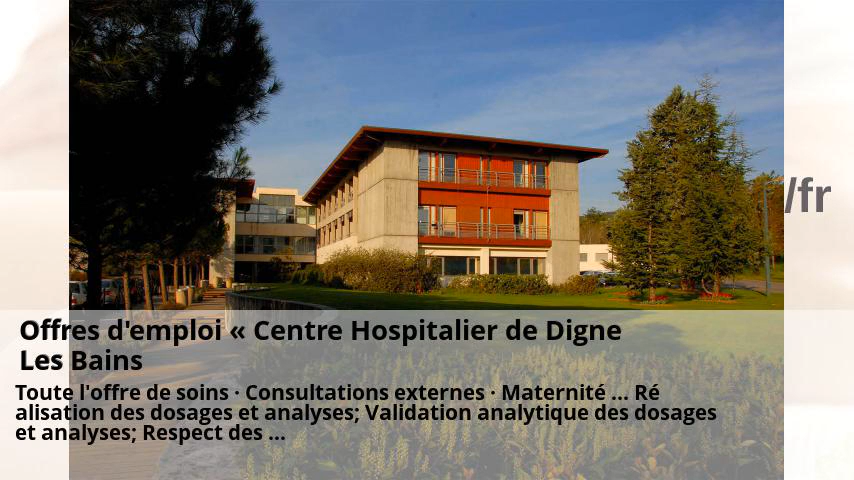 /fr
Offres d'emploi « Centre Hospitalier de Digne
Les Bains
Toute l'offre de soins · Consultations externes · Maternité ... Ré
alisation des dosages et analyses; Validation analytique des dosages
et analyses; Respect des ...